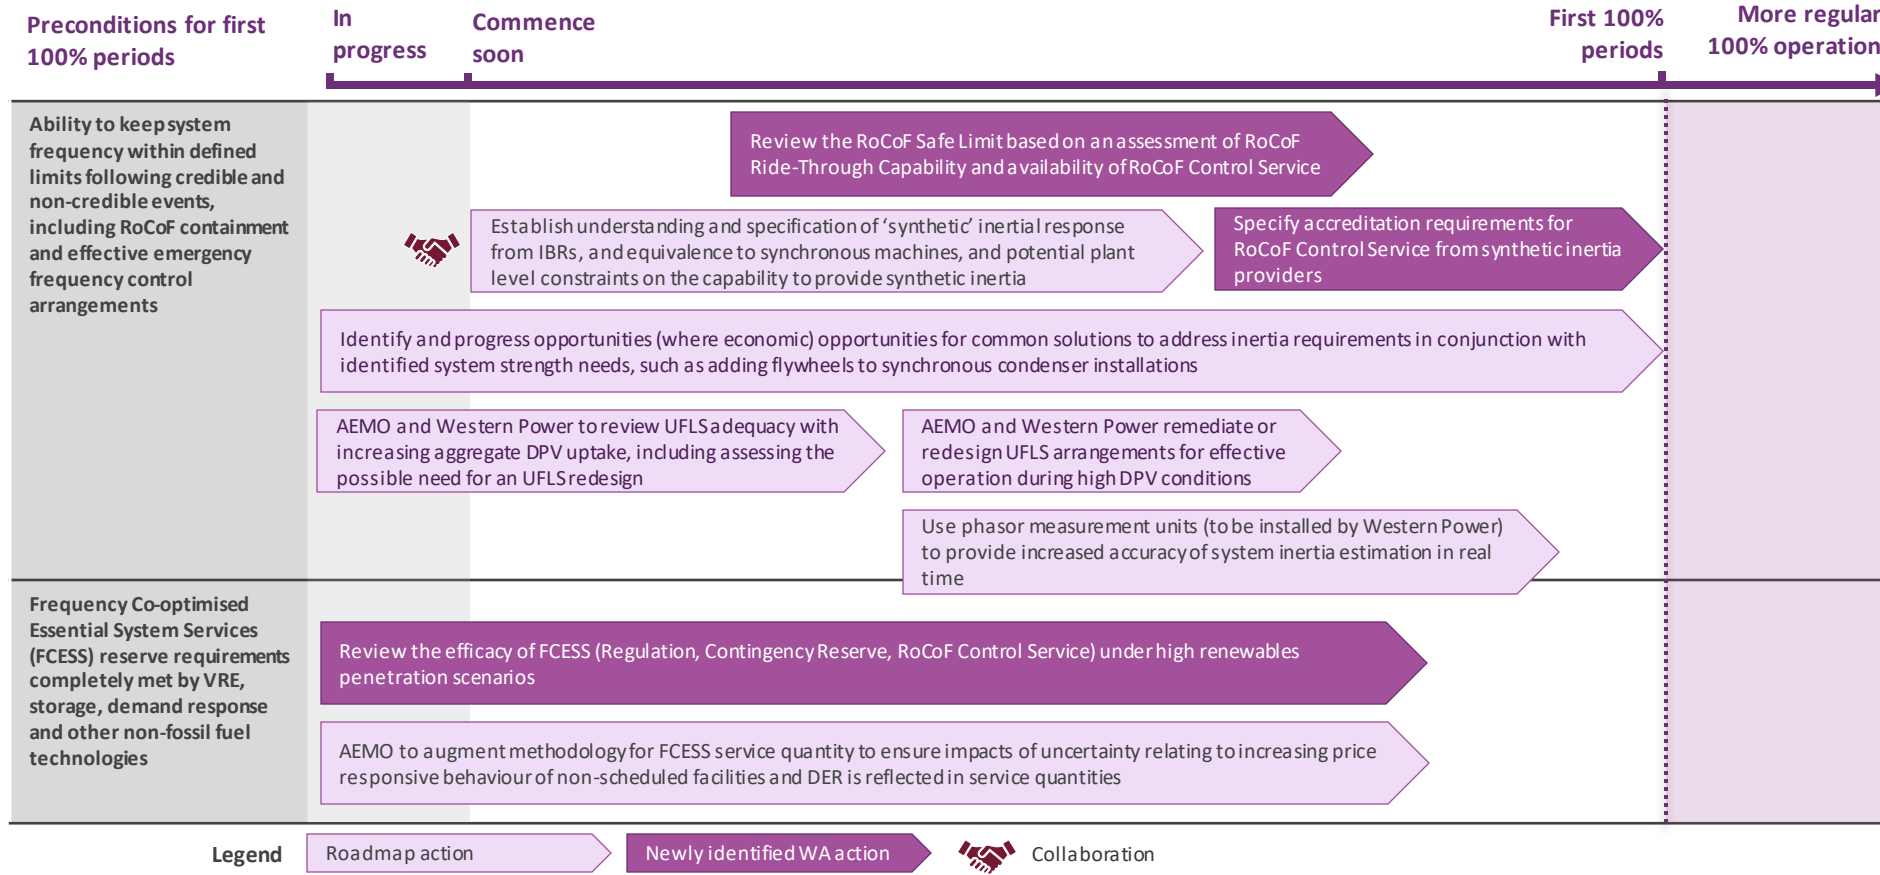 Preconditions for first
100% periods
In
progress
Commence
soon
First 100%
periods
More regular
100% operation
Ability to keep system
frequency within defined
limits following credible and
non-credible events,
including RoCoF containment
and effective emergency
frequency control
arrangements
Review the RoCoF Safe Limit based on an assessment of RoCoF
Ride-Through Capability and availability of RoCoF Control Service
Establish understanding and specification of ‘synthetic’ inertial response
from IBRs, and equivalence to synchronous machines, and potential plant
level constraints on the capability to provide synthetic inertia
Specify accreditation requirements for
RoCoF Control Service from synthetic inertia
providers
Identify and progress opportunities (where economic) opportunities for common solutions to address inertia requirements in conjunction with
identified system strength needs, such as adding flywheels to synchronous condenser installations
AEMO and Western Power to review UFLS adequacy with
increasing aggregate DPV uptake, including assessing the
possible need for an UFLS redesign
AEMO and Western Power remediate or
redesign UFLS arrangements for effective
operation during high DPV conditions
Use phasor measurement units (to be installed by Western Power)
to provide increased accuracy of system inertia estimation in real
time
Frequency Co-optimised
Essential System Services
(FCESS) reserve requirements
completely met by VRE,
storage, demand response
and other non-fossil fuel
technologies
Review the efficacy of FCESS (Regulation, Contingency Reserve, RoCoF Control Service) under high renewables
penetration scenarios
AEMO to augment methodology for FCESS service quantity to ensure impacts of uncertainty relating to increasing price
responsive behaviour of non-scheduled facilities and DER is reflected in service quantities
Legend
Roadmap action
Newly identified WA action
Collaboration